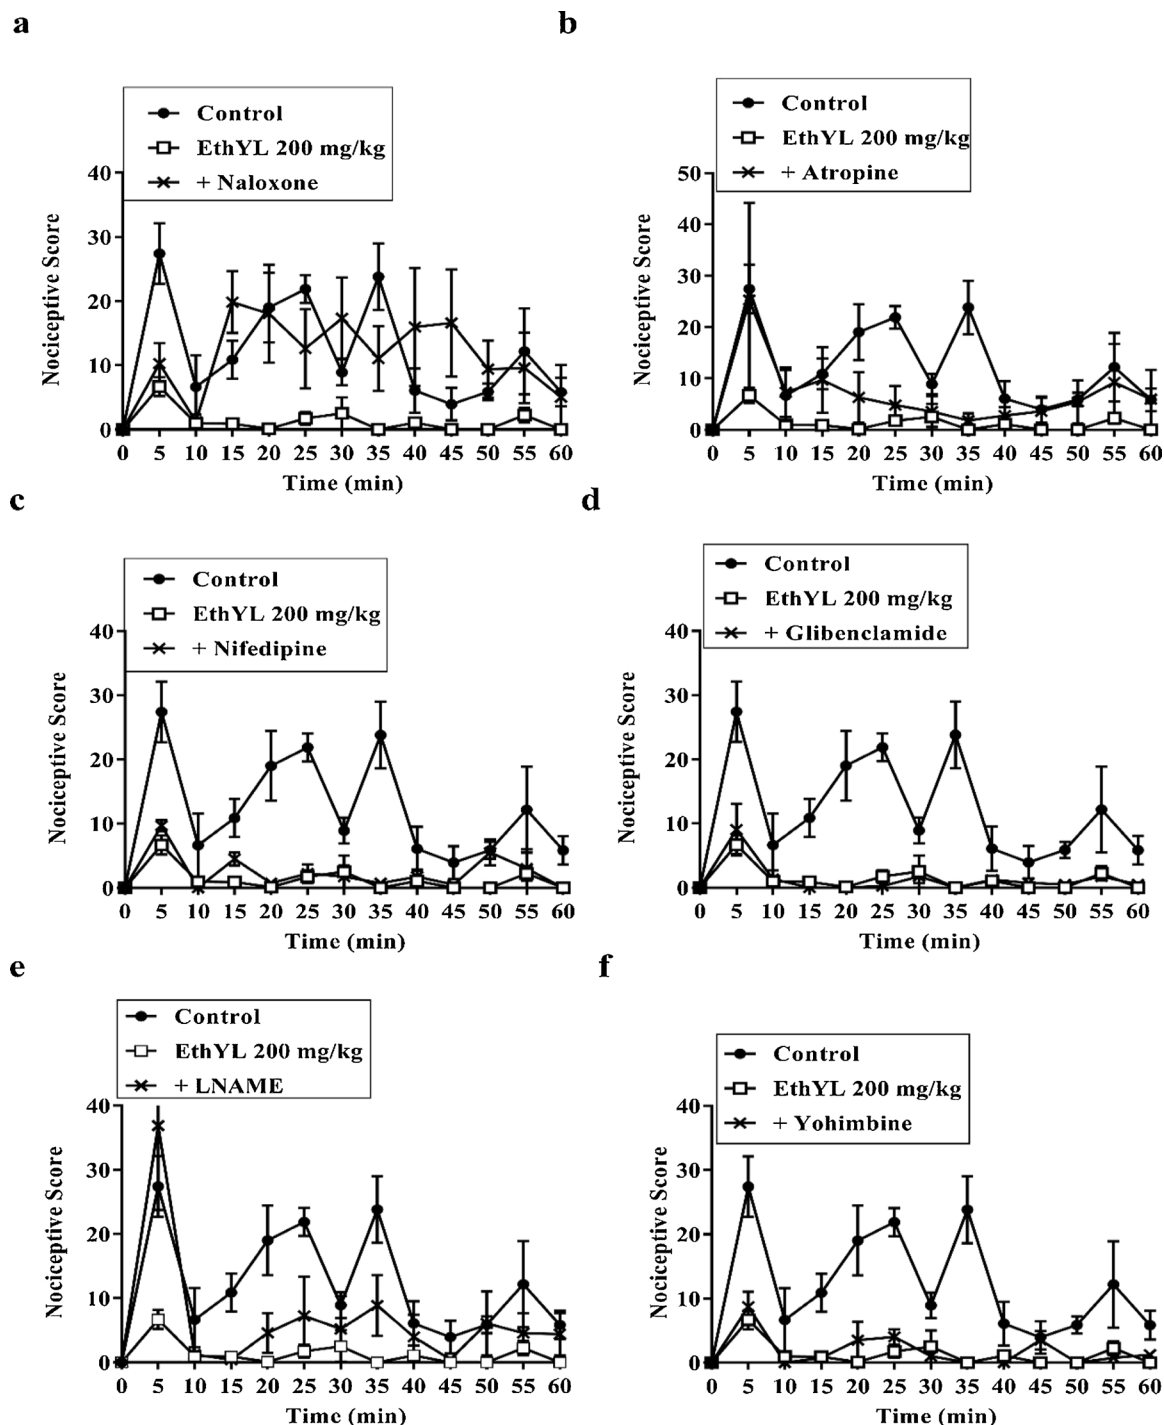 a
b
Control
EthYL 200 mg/kg
+ Naloxone
Control
EthYL 200 mg/kg
+ Atropine
Nociceptive Score
40
30
20
10
0
0 5 10 15 20 25 30 35 40 45 50 55 60
Time (min)
Nociceptive Score
50
40
30
20
10
0
0 5 10 15 20 25 30 35 40 45 50 55 60
Time (min)
c
d
Control
EthYL 200 mg/kg
+ Nifedipine
Control
EthYL 200 mg/kg
+ Glibenclamide
Nociceptive Score
40
30
20
10
0
0 5 10 15 20 25 30 35 40 45 50 55 60
Time (min)
Nociceptive Score
40
30
20
10
0
0 5 10 15 20 25 30 35 40 45 50 55 60
Time (min)
e
f
Control
EthYL 200 mg/kg
+ LNAME
Control
EthYL 200 mg/kg
+ Yohimbine
Nociceptive Score
40
30
20
10
0
0 5 10 15 20 25 30 35 40 45 50 55 60
Time (min)
Nociceptive Score
40
30
20
10
0
0 5 10 15 20 25 30 35 40 45 50 55 60
Time (min)